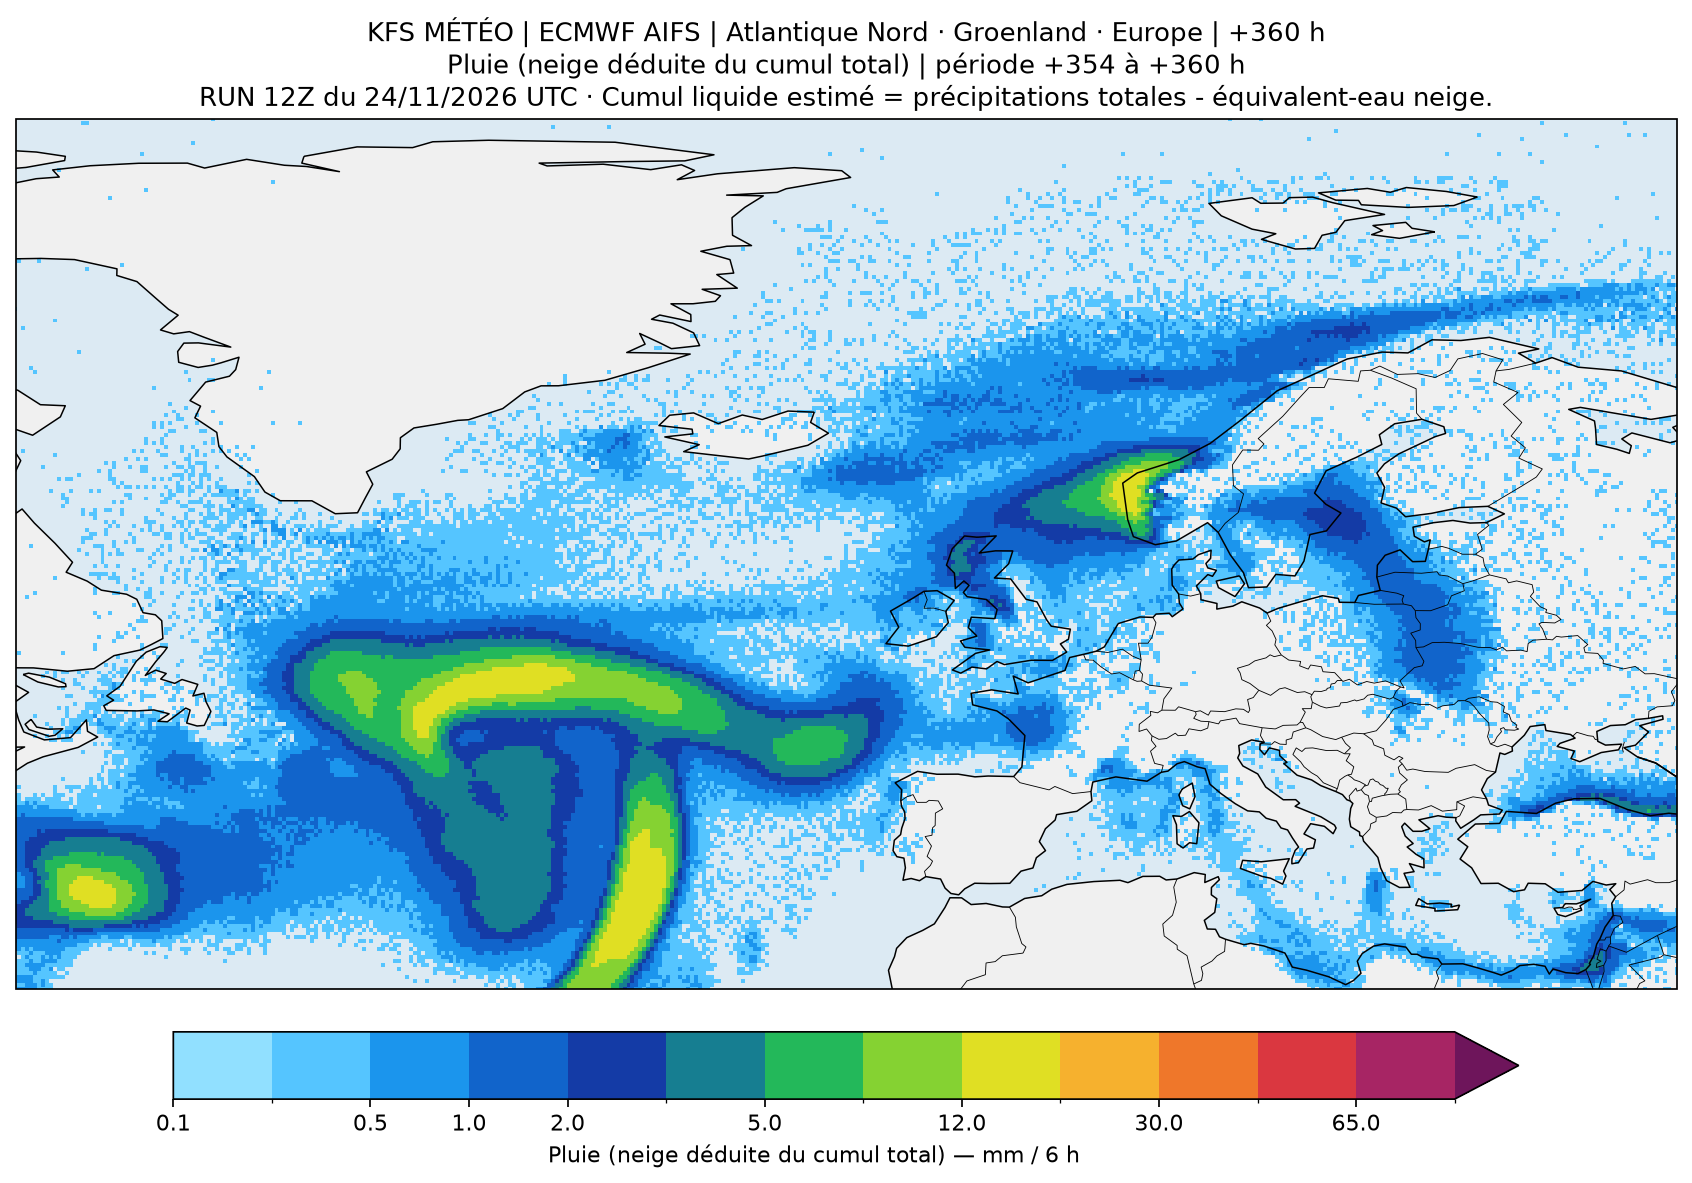 KFS MÉTÉO | ECMWF AIFS | Atlantique Nord · Groenland · Europe | +360 h
Pluie (neige déduite du cumul total) | période +354 à +360 h
RUN 12Z du 24/11/2026 UTC · Cumul liquide estimé = précipitations totales - équivalent-eau neige.
0.1 0.5 1.0 2.0 5.0 12.0 30.0 65.0
Pluie (neige déduite du cumul total) — mm / 6 h